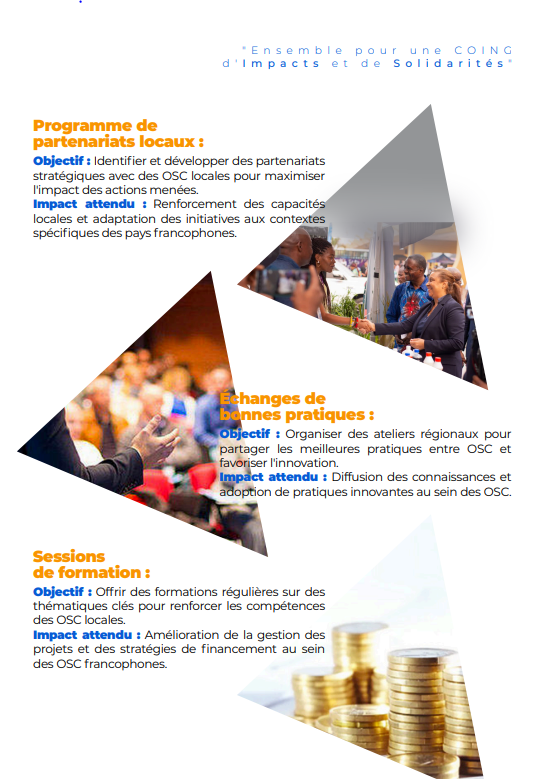 "Ensemble pour une COING
d'Impacts et de Solidarités"
Programme de
partenariats locaux :
Objectif : Identifier et développer des partenariats
stratégiques avec des OSC locales pour maximiser
l'impact des actions menées.
Impact attendu : Renforcement des capacités
locales et adaptation des initiatives aux contextes
spécifiques des pays francophones.
Échanges de
bonnes pratiques :
Objectif : Organiser des ateliers régionaux pour
partager les meilleures pratiques entre OSC et
favoriser l'innovation.
Impact attendu : Diffusion des connaissances et
adoption de pratiques innovantes au sein des OSC.
Sessions
de formation :
Objectif : Offrir des formations régulières sur des
thématiques clés pour renforcer les compétences
des OSC locales.
Impact attendu : Amélioration de la gestion des
projets et des stratégies de financement au sein
des OSC francophones.